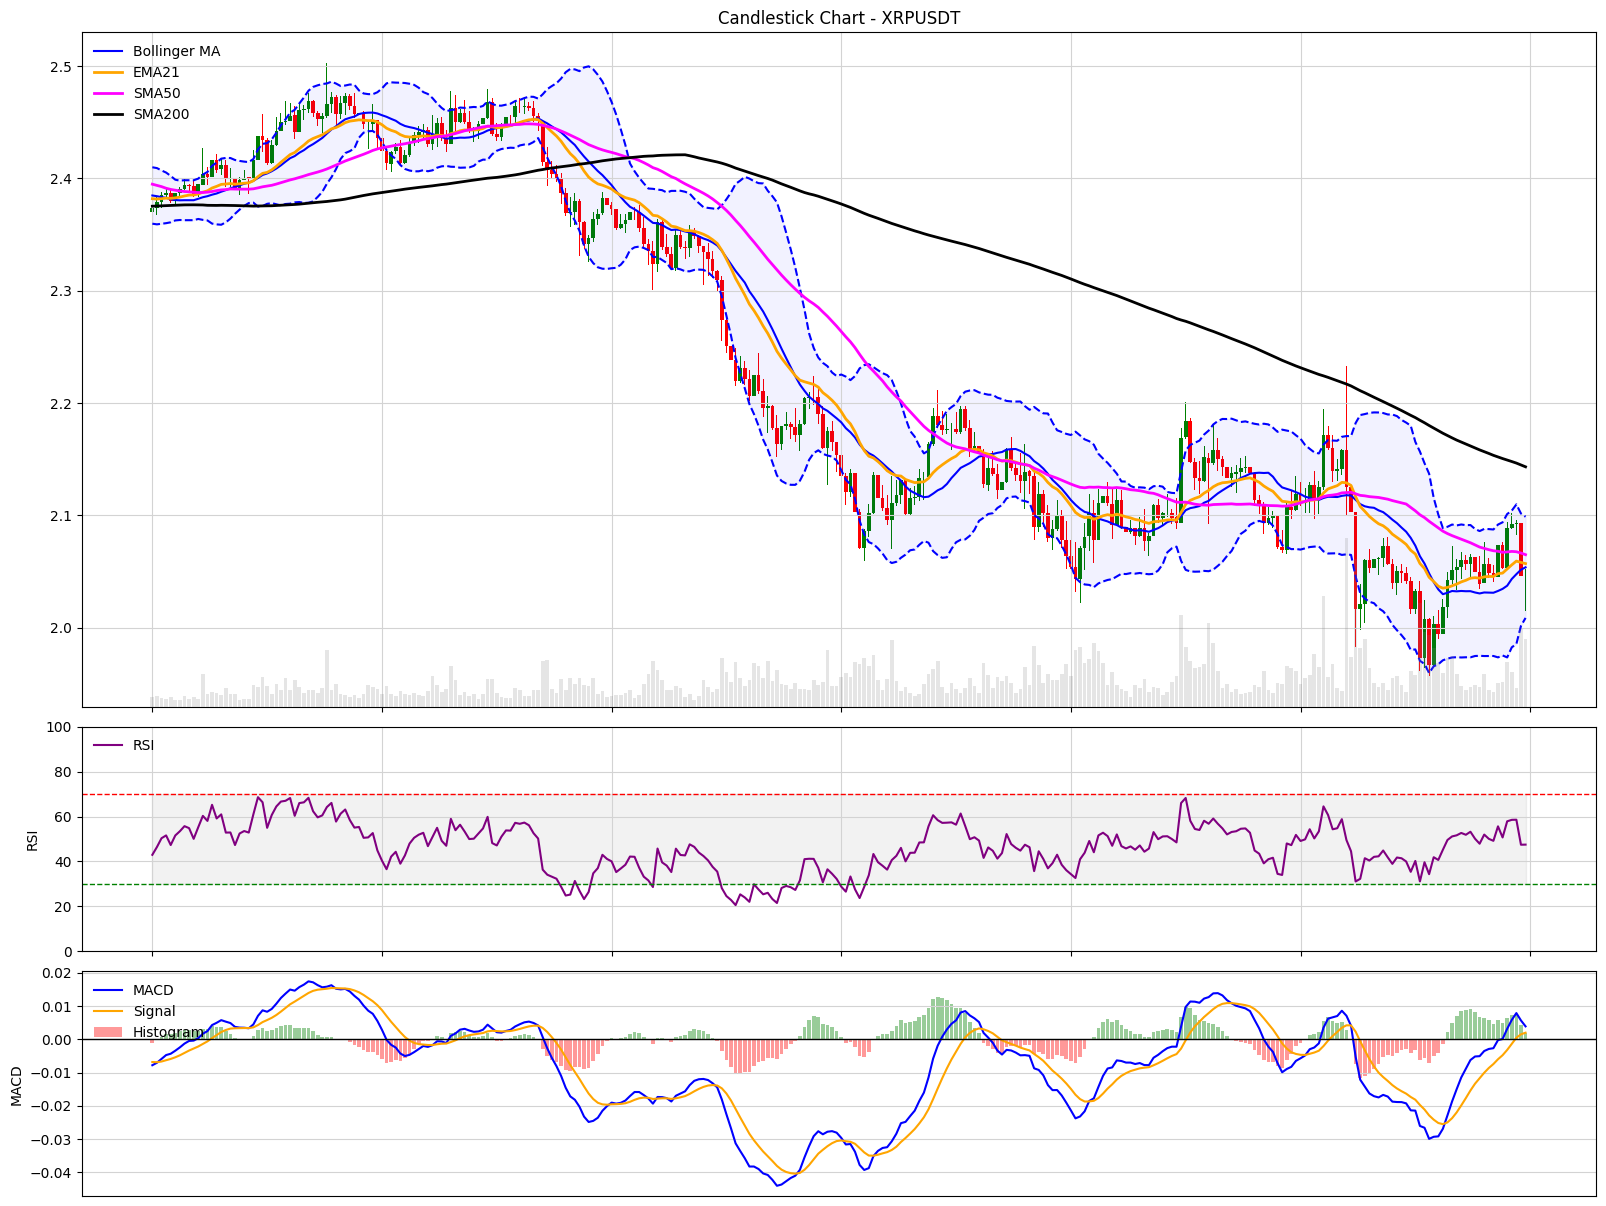 Candlestick Chart - XRPUSDT
Bollinger MA
EMA21
SMA50
SMA200
2.5
2.4
2.3
2.2
2.1
2.0
RSI
RSI
100
80
60
40
20
0
MACD
Signal
Histogram
MACD
0.02
0.01
0.00
−0.01
−0.02
−0.03
−0.04